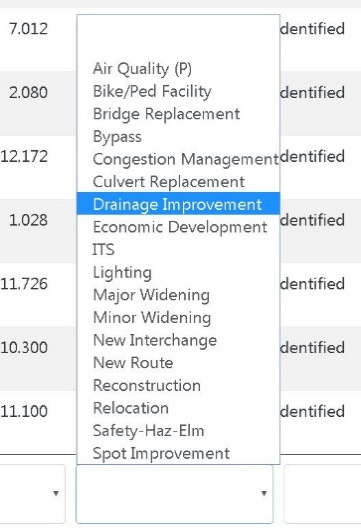 7.012
dentified
Air Quality (P)
Bike/Ped Facility
2.080
dentified
Bridge Replacement
Bypass
12.172
Congestion Management
dentified
Culvert Replacement
Drainage Improvement
1.028
dentified
Economic Development
ITS
Lighting
11.726
dentified
Major Widening
Minor Widening
New Interchange
10.300
dentified
New Route
Reconstruction
Relocation
11.100
dentified
Safety-Haz-Elm
Spot Improvement